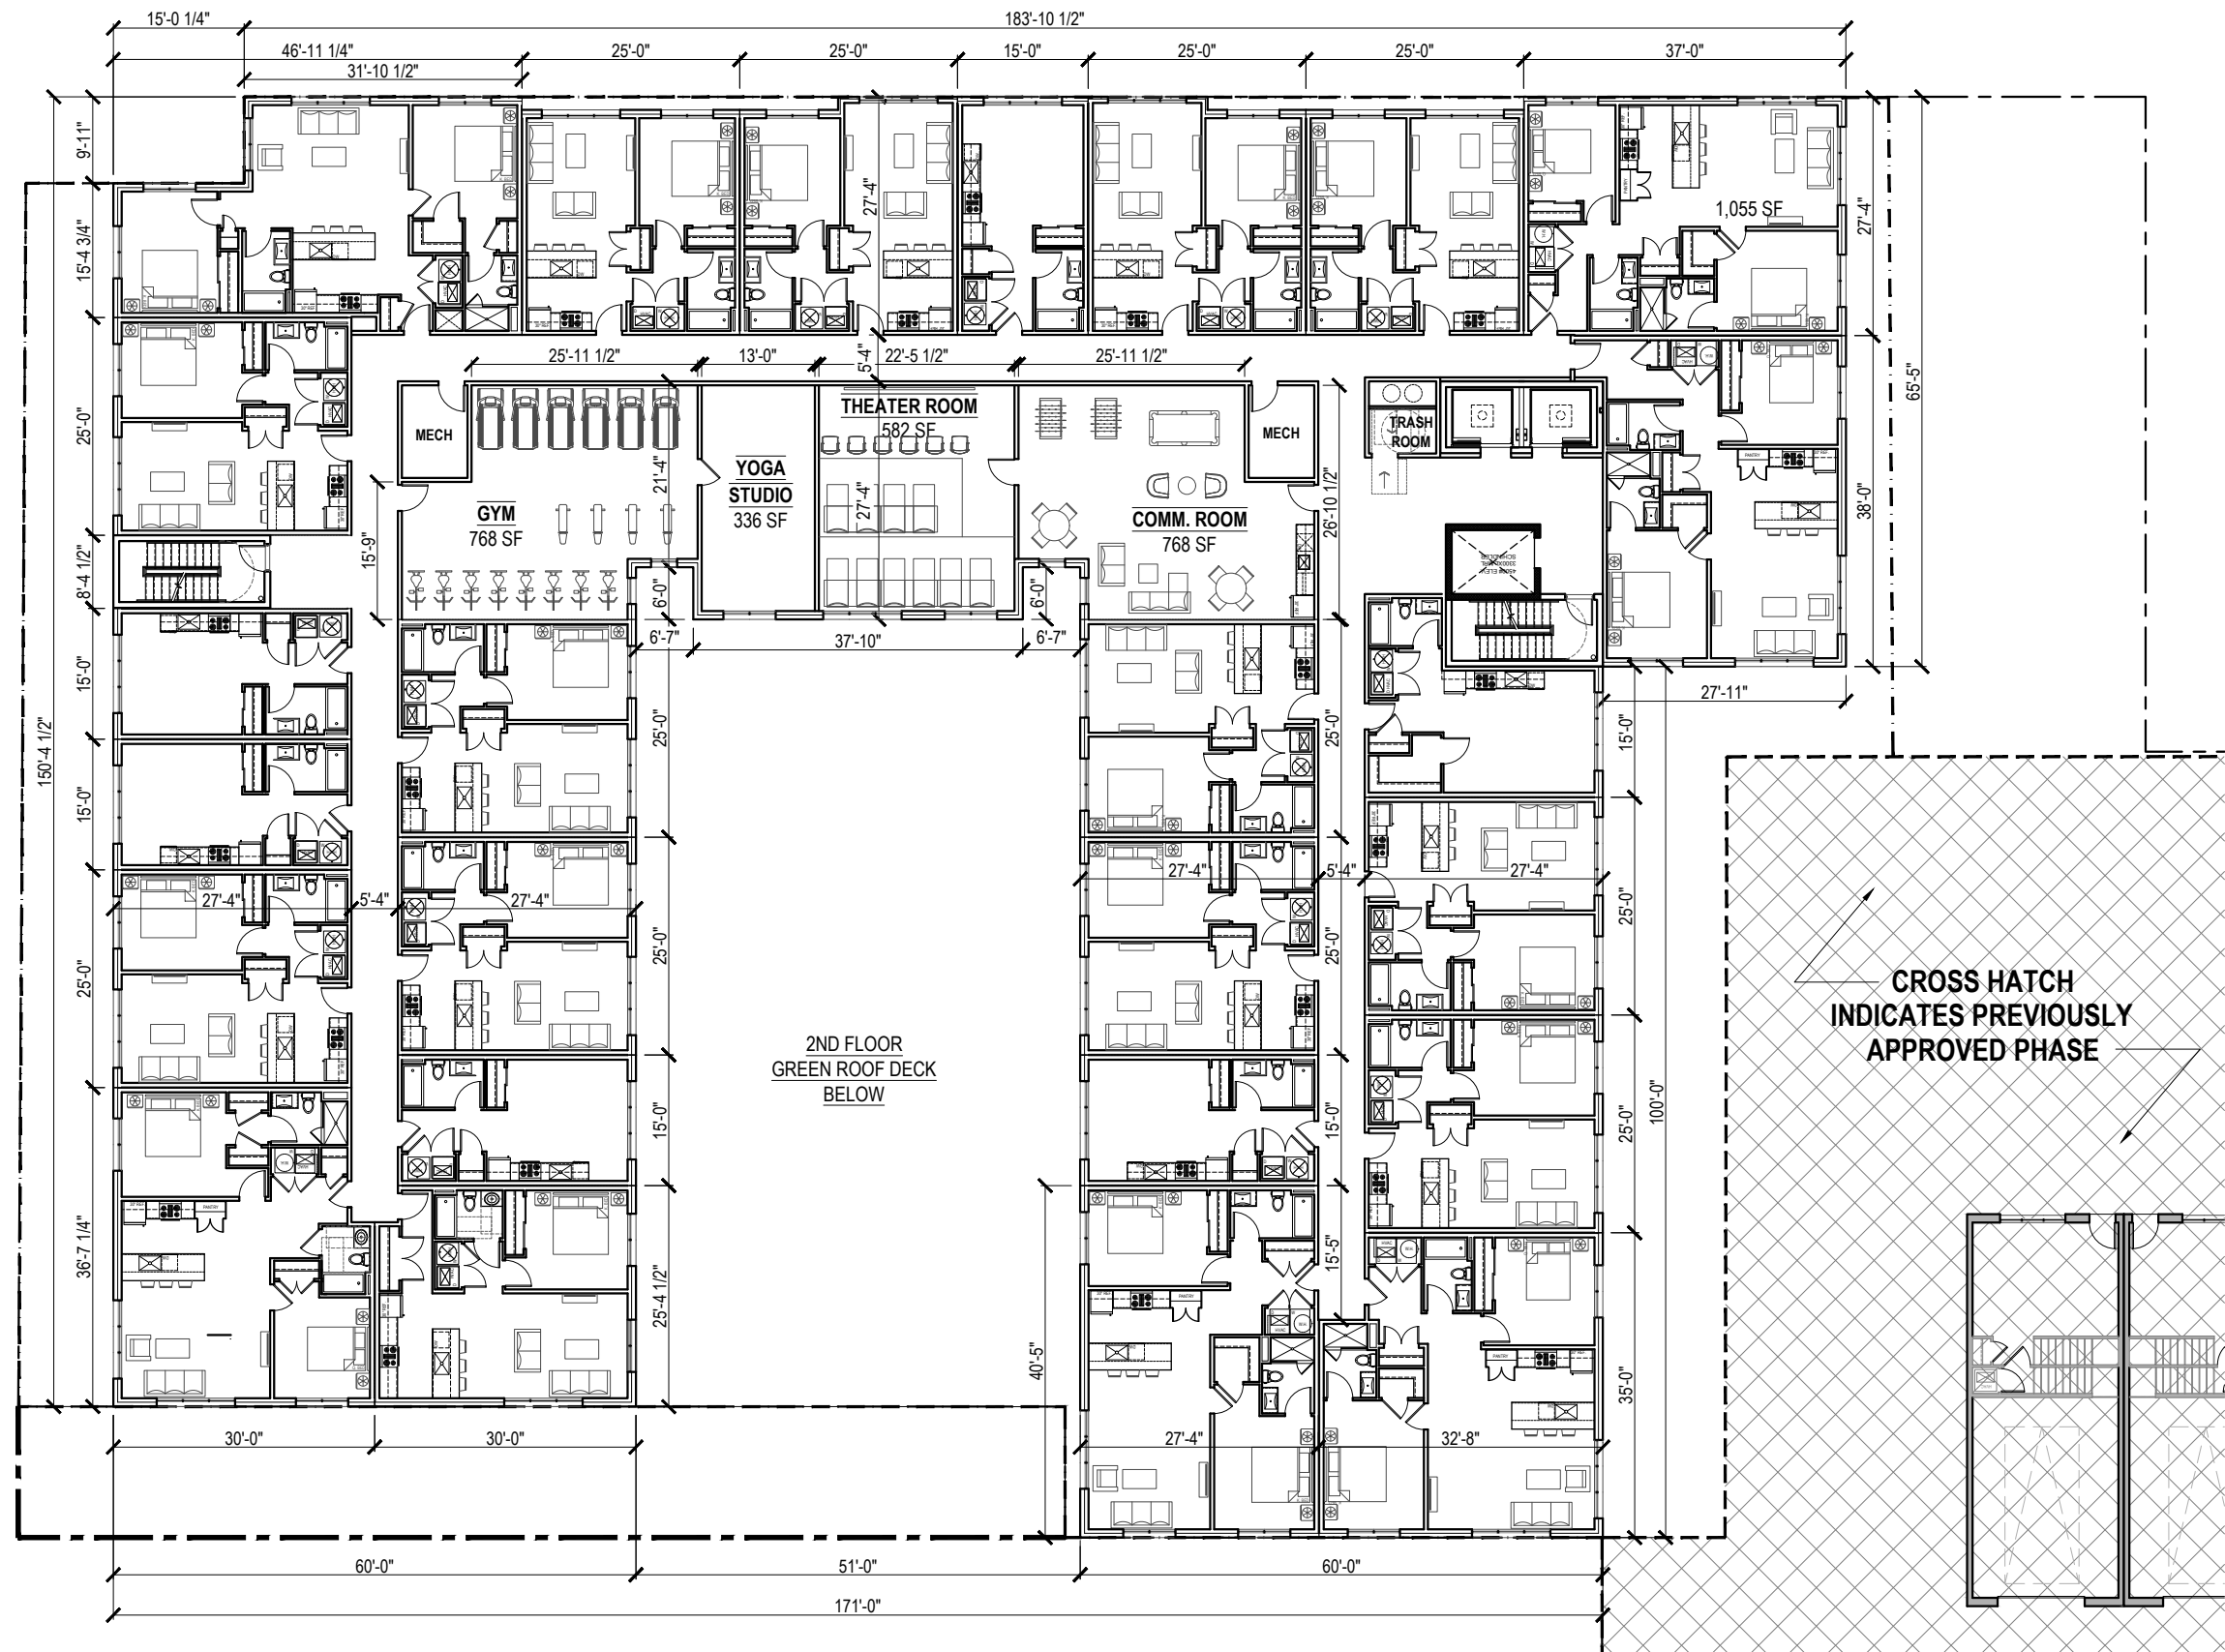 15'-0 1/4"
183'-10 1/2"
46'-11 1/4"
25'-0"
25'-0"
15'-0"
25'-0"
25'-0"
37'-0"
31'-10 1/2"
9'-11"
15'-4 3/4"
25'-0"
8'-4 1/2"
15'-0"
15'-0"
25'-0"
36'-7 1/4"
150'-4 1/2"
27'-4"
1,055 SF
PANTRY
27'-4"
65'-5"
38'-0"
25'-11 1/2"
13'-0"
5'-4"
22'-5 1/2"
25'-11 1/2"
MECH
THEATER ROOM
582 SF
MECH
TRASH
ROOM
YOGA
STUDIO
336 SF
21'-4"
27'-4"
GYM
768 SF
COMM. ROOM
768 SF
26'-10 1/2"
15'-9"
PANTRY
6'-0"
6'-0"
6'-7"
37'-10"
6'-7"
27'-11"
25'-0"
25'-0"
15'-0"
27'-4"
5'-4"
27'-4"
27'-4"
5'-4"
27'-4"
25'-0"
25'-0"
25'-0"
15'-0"
15'-0"
25'-0"
25'-0"
100'-0"
CROSS HATCH
INDICATES PREVIOUSLY
APPROVED PHASE
2ND FLOOR
GREEN ROOF DECK
BELOW
PANTRY
25'-4 1/2"
15'-5"
PANTRY
PANTRY
40'-5"
35'-0"
30'-0"
30'-0"
27'-4"
32'-8"
60'-0"
51'-0"
60'-0"
171'-0"